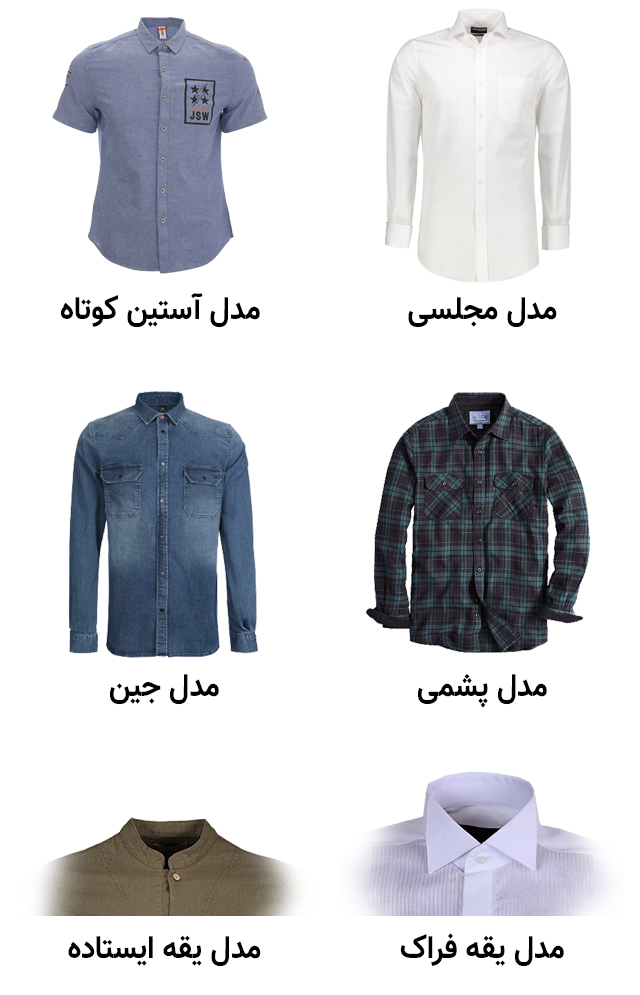 JSW
مدل مجلسی
مدل آستین کوتاه
مدل پشمی
مدل جین
مدل یقه فراک
مدل یقه ایستاده